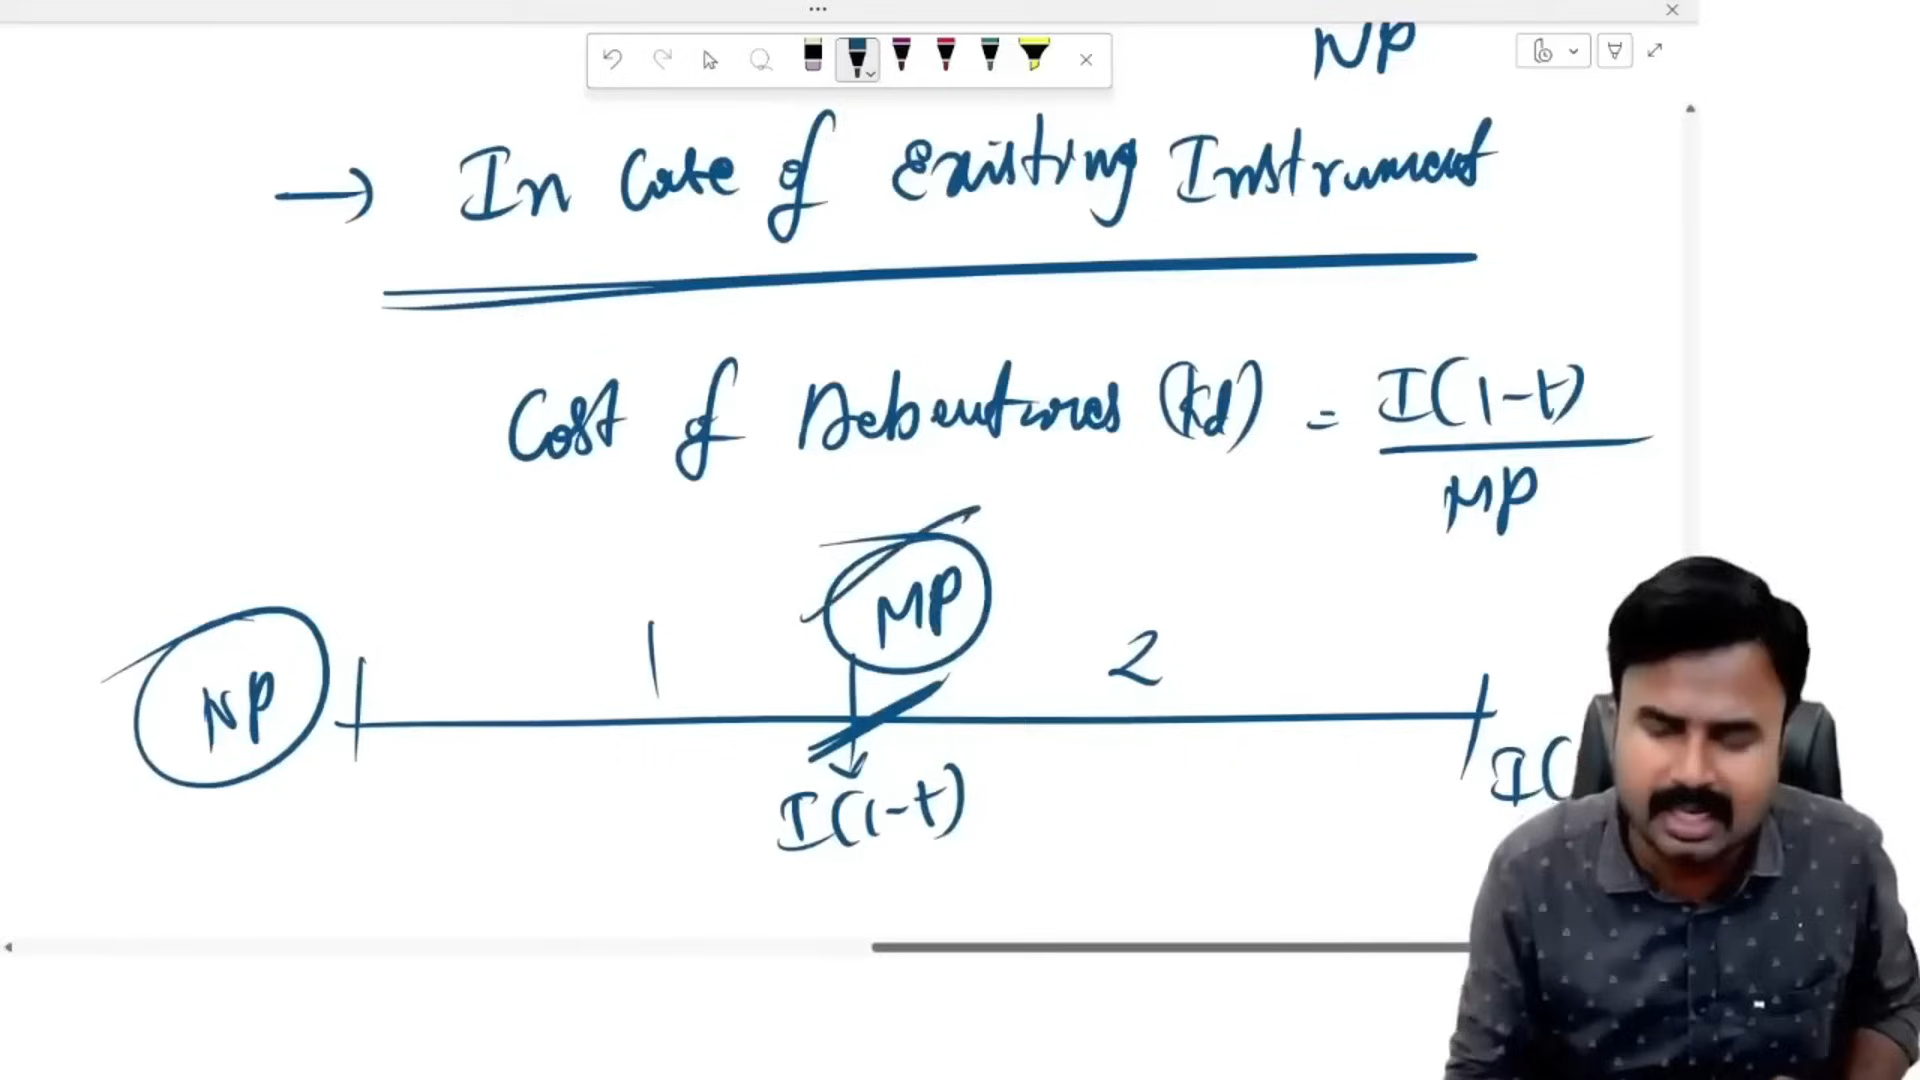 NP
→ In Case of Existing Instrument
Cost of Debentures (Kd) = I(1-t)
MP
MP
1 2
NP
I(1-t) I(